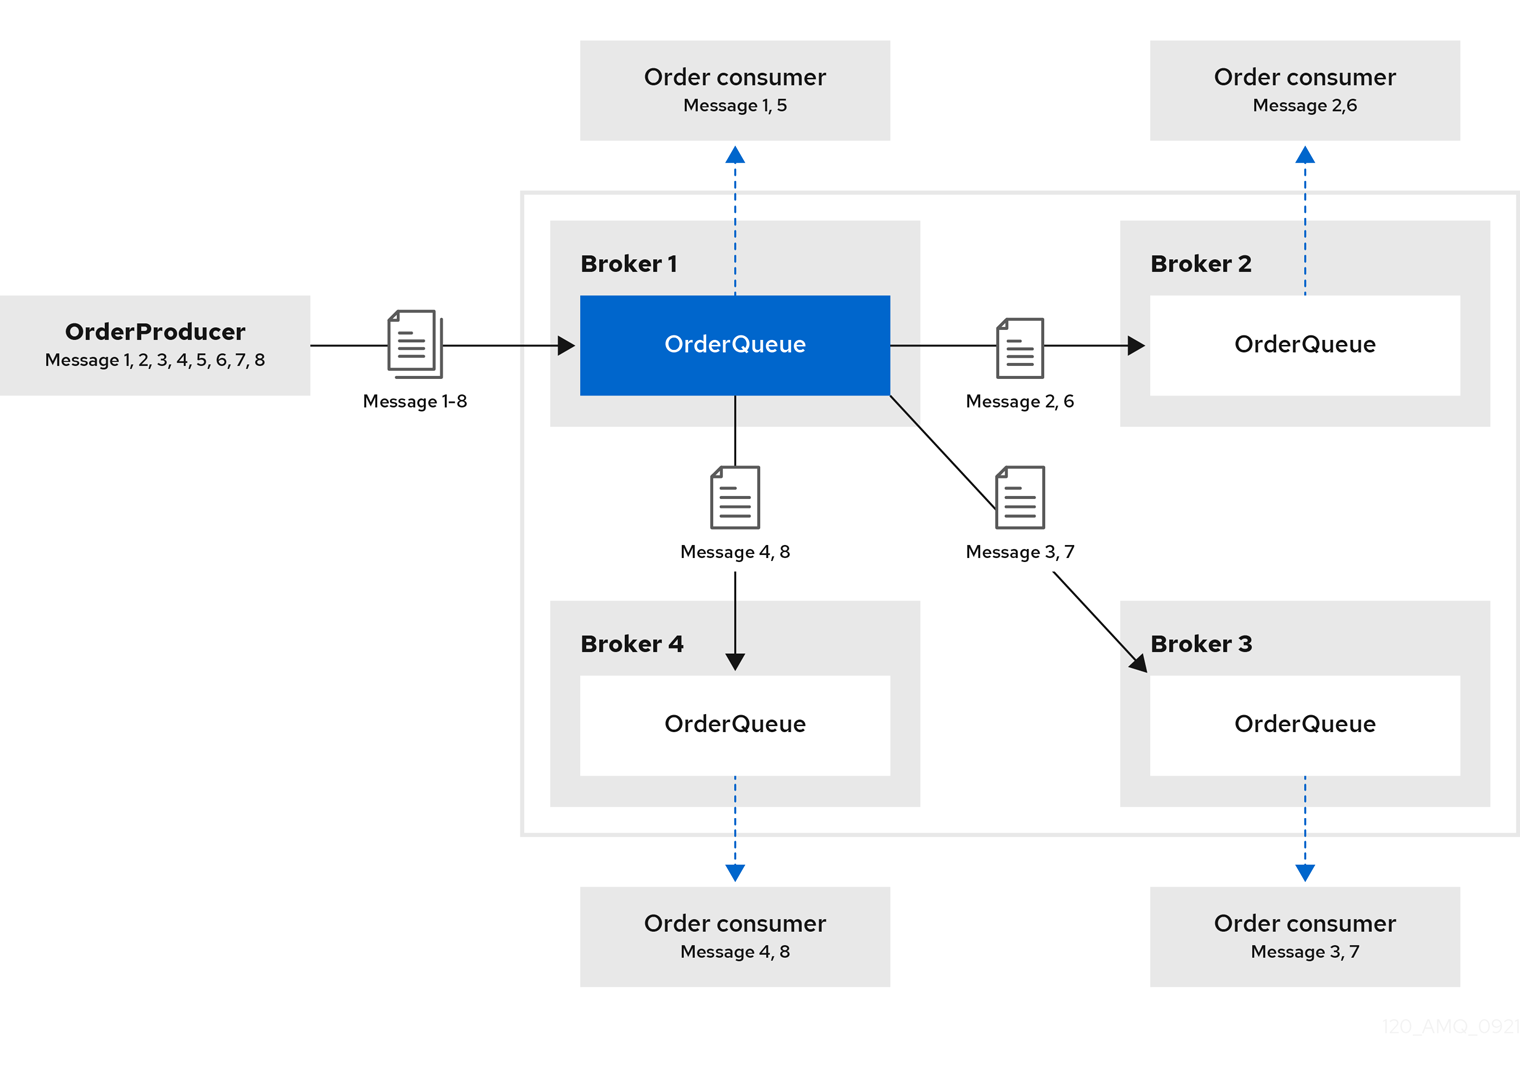 Order consumer
Message 1, 5
Order consumer
Message 2,6
Broker 1
Broker 2
OrderProducer
Message 1, 2, 3, 4, 5, 6, 7, 8
Message 1-8
OrderQueue
Message 2, 6
OrderQueue
Message 4, 8
Message 3, 7
Broker 4
Broker 3
OrderQueue
OrderQueue
Order consumer
Message 4, 8
Order consumer
Message 3, 7
120_AMQ_0921